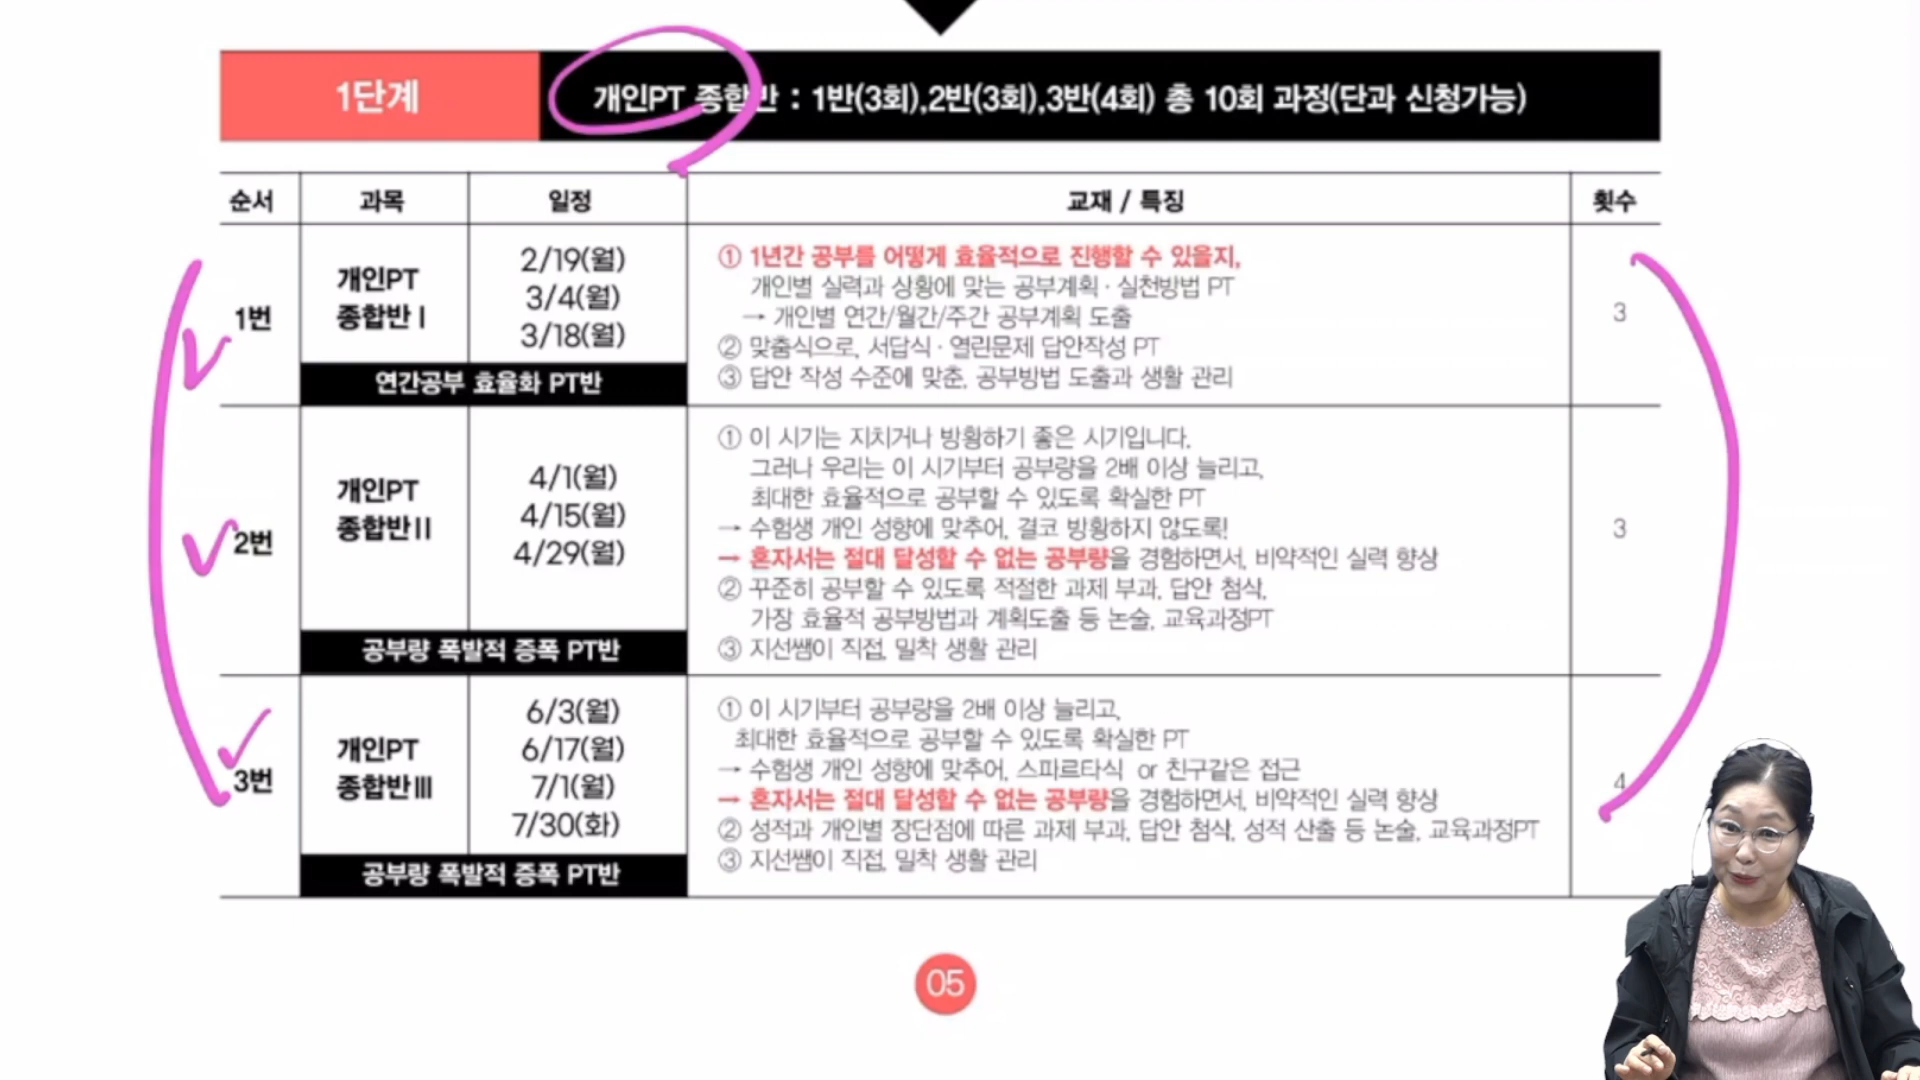 1단계
개인PT 종합반 : 1반(3회),2반(3회),3반(4회) 총 10회 과정(단과 신청가능)
순서 과목 일정 교재 / 특징 횟수
1번
개인PT
종합반 I
2/19(월)
3/4(월)
3/18(월)
연간공부 효율화 PT반
① 1년간 공부를 어떻게 효율적으로 진행할 수 있을지,
개인별 실력과 상황에 맞는 공부계획 · 실천방법 PT
→ 개인별 연간/월간/주간 공부계획 도출
② 맞춤식으로, 서답식 · 열린문제 답안작성 PT
③ 답안 작성 수준에 맞춘, 공부방법 도출과 생활 관리
3
2번
개인PT
종합반 II
4/1(월)
4/15(월)
4/29(월)
공부량 폭발적 증폭 PT반
① 이 시기는 지치거나 방황하기 좋은 시기입니다.
그러나 우리는 이 시기부터 공부량을 2배 이상 늘리고,
최대한 효율적으로 공부할 수 있도록 확실한 PT
→ 수험생 개인 성향에 맞추어, 결코 방황하지 않도록!
→ 혼자서는 절대 달성할 수 없는 공부량을 경험하면서, 비약적인 실력 향상
② 꾸준히 공부할 수 있도록 적절한 과제 부과, 답안 첨삭,
가장 효율적 공부방법과 계획도출 등 논술, 교육과정PT
③ 지선쌤이 직접, 밀착 생활 관리
3
3번
개인PT
종합반 III
6/3(월)
6/17(월)
7/1(월)
7/30(화)
공부량 폭발적 증폭 PT반
① 이 시기부터 공부량을 2배 이상 늘리고,
최대한 효율적으로 공부할 수 있도록 확실한 PT
→ 수험생 개인 성향에 맞추어, 스파르타식 or 친구같은 접근
→ 혼자서는 절대 달성할 수 없는 공부량을 경험하면서, 비약적인 실력 향상
② 성적과 개인별 장단점에 따른 과제 부과, 답안 첨삭, 성적 산출 등 논술, 교육과정PT
③ 지선쌤이 직접, 밀착 생활 관리
4
05